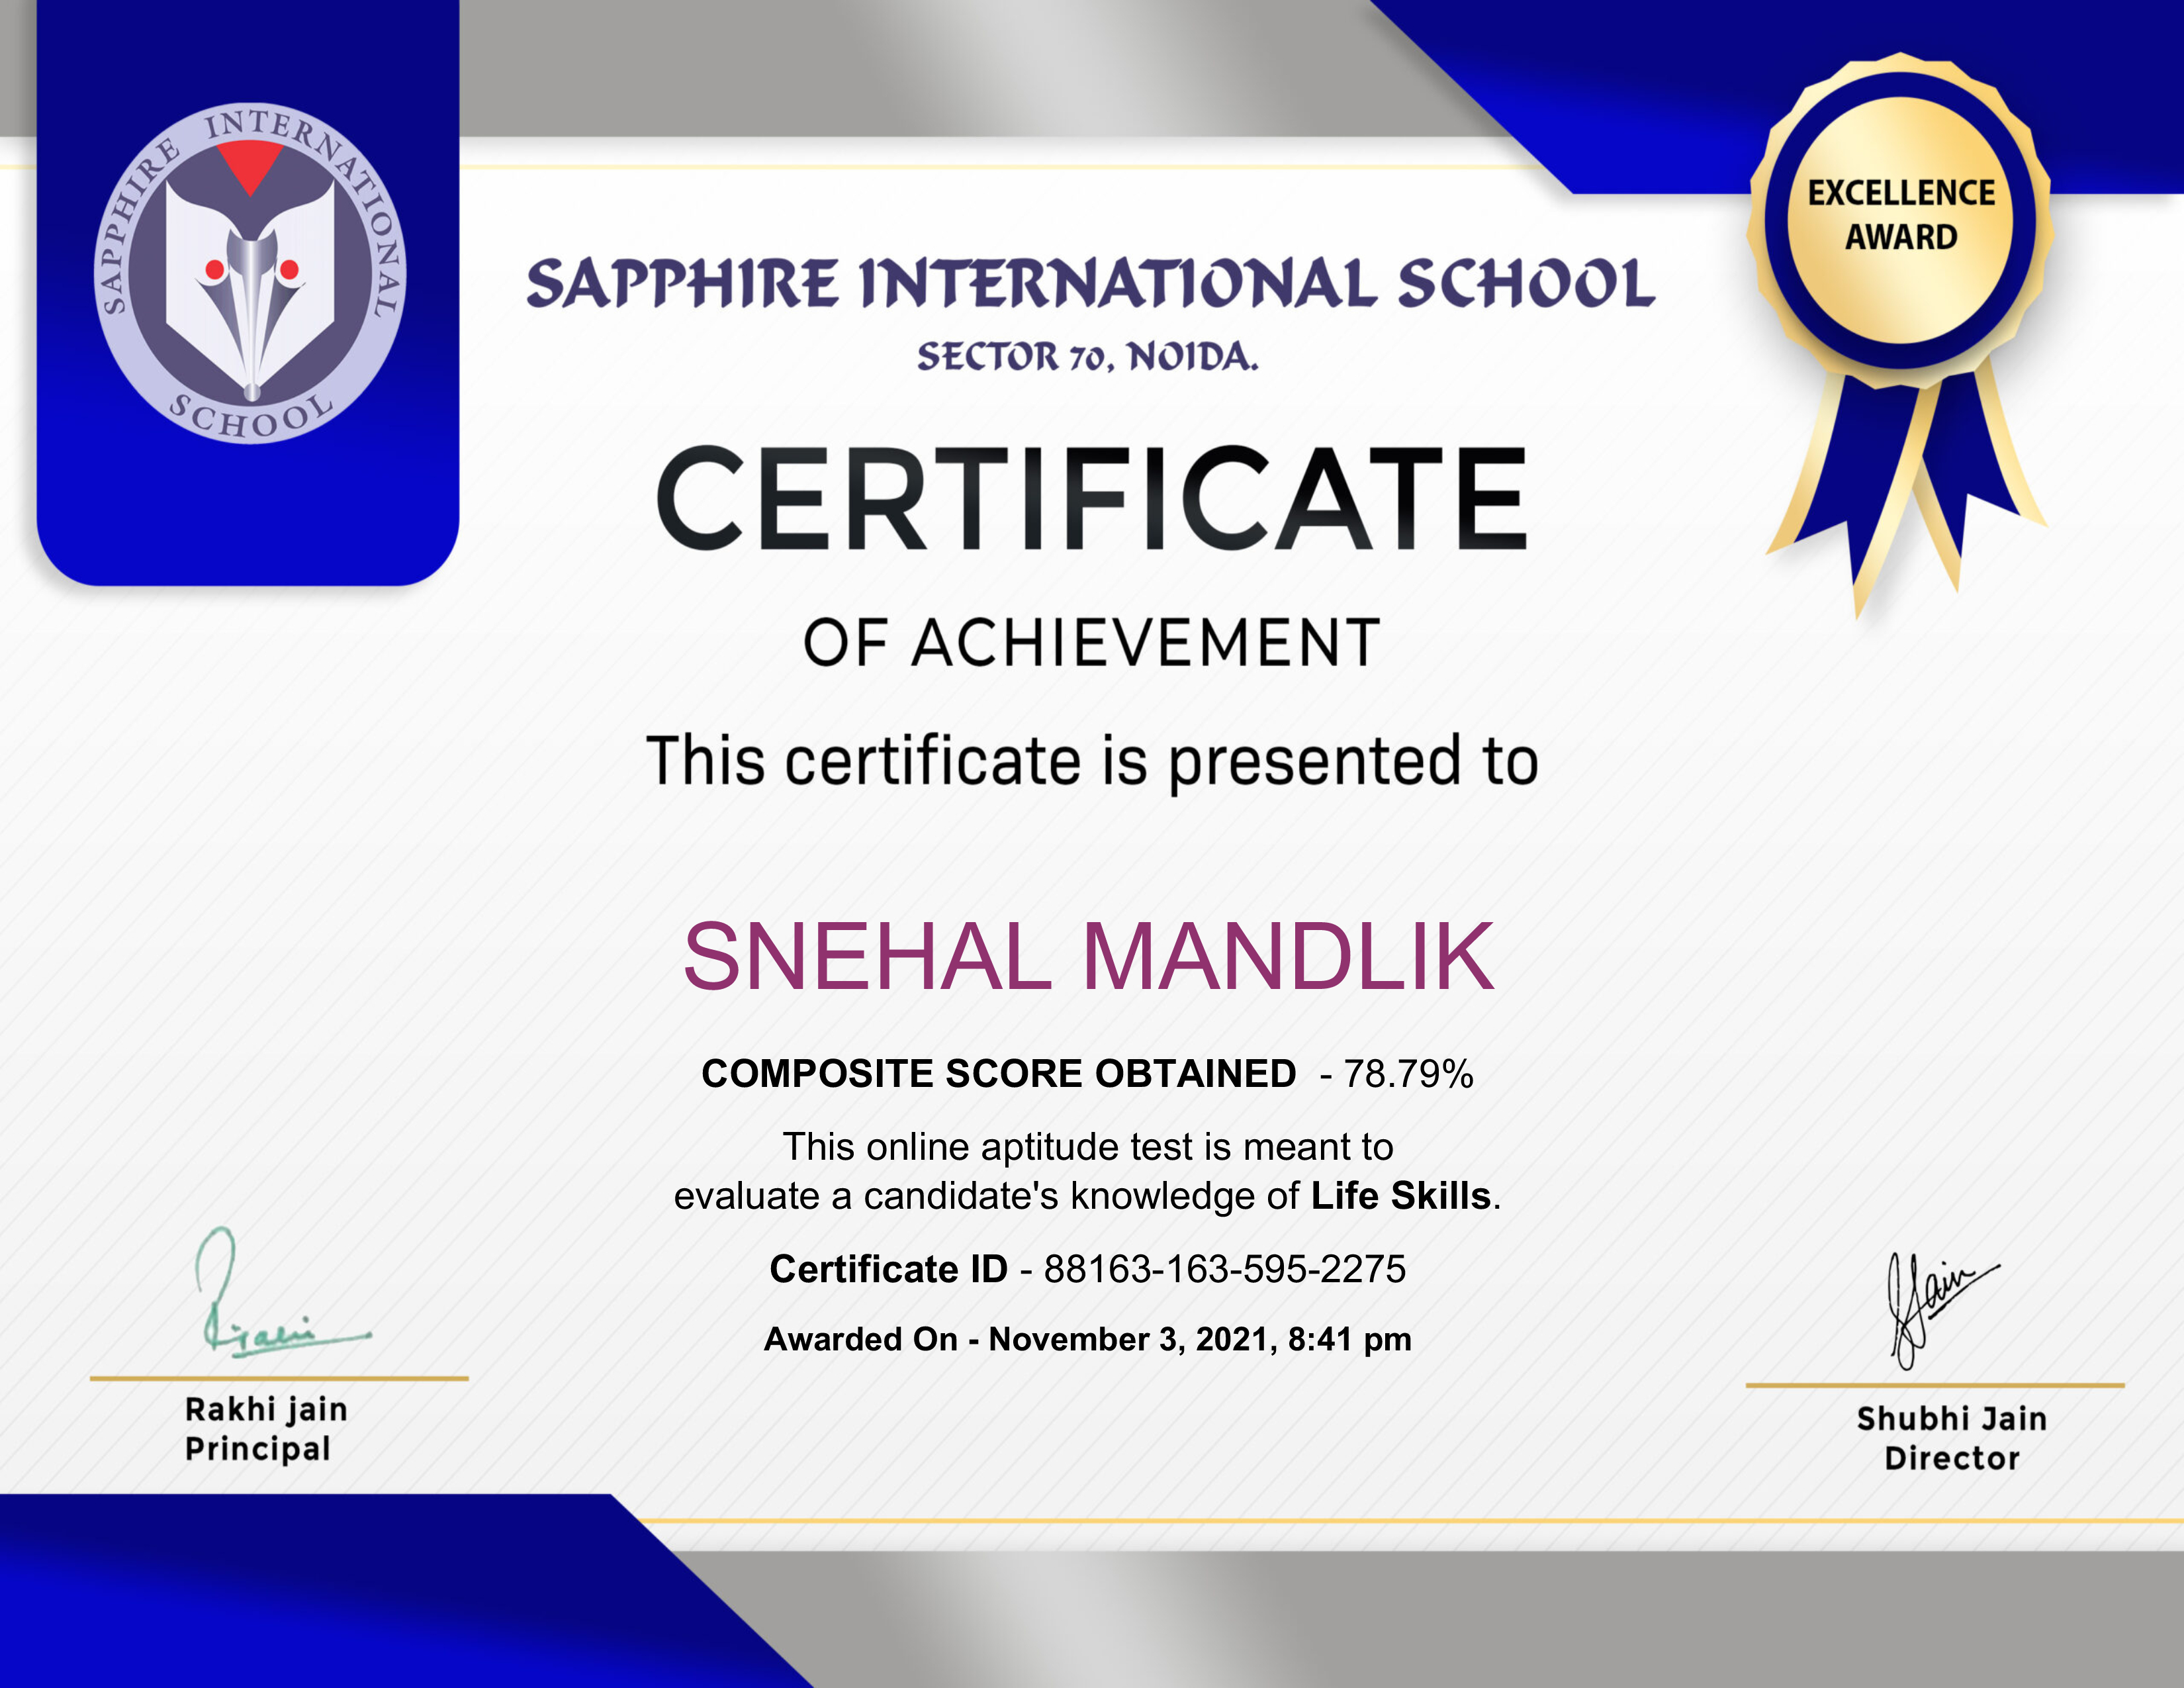 SAPPHIRE INTERNATIONAL
SCHOOL
EXCELLENCE
AWARD
SAPPHIRE INTERNATIONAL SCHOOL
SECTOR 70, NOIDA.
CERTIFICATE
OF ACHIEVEMENT
This certificate is presented to
SNEHAL MANDLIK
COMPOSITE SCORE OBTAINED - 78.79%
This online aptitude test is meant to
evaluate a candidate's knowledge of Life Skills.
Certificate ID - 88163-163-595-2275
Awarded On - November 3, 2021, 8:41 pm
Rakhi jain
Principal
Jain
Shubhi Jain
Director